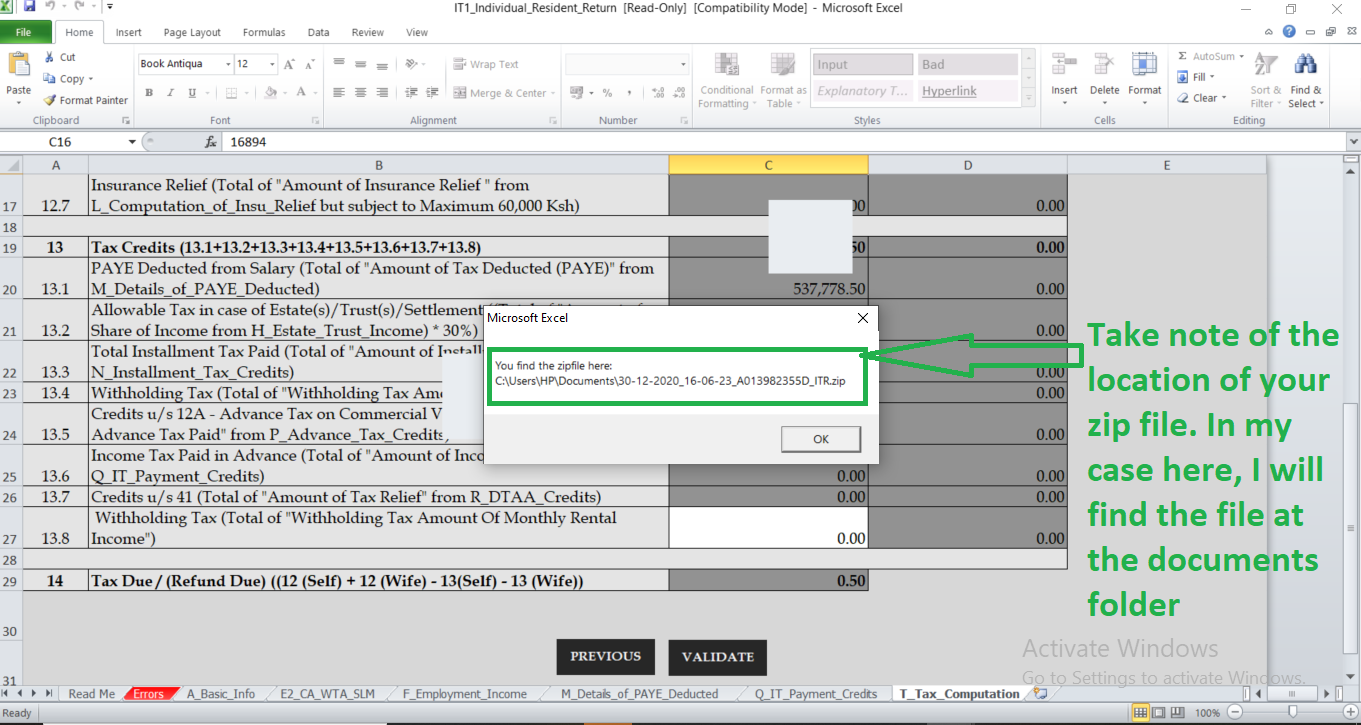 IT1_Individual_Resident_Return [Read-Only] [Compatibility Mode] - Microsoft Excel
File Home Insert Page Layout Formulas Data Review View
Paste
Cut
Copy
Format Painter
Clipboard
Book Antiqua 12
B I U
Font
Wrap Text
Merge & Center
Alignment
%
Number
Conditional Formatting
Format as Table
Input Bad
Explanatory T... Hyperlink
Styles
Insert Delete Format
Cells
AutoSum
Fill
Clear
Sort & Filter
Find & Select
Editing
C16 fx 16894
A B C D E
17 12.7 Insurance Relief (Total of "Amount of Insurance Relief " from
L_Computation_of_Insu_Relief but subject to Maximum 60,000 Ksh) 00 0.00
18
19 13 Tax Credits (13.1+13.2+13.3+13.4+13.5+13.6+13.7+13.8) 50 0.00
PAYE Deducted from Salary (Total of "Amount of Tax Deducted (PAYE)" from
20 13.1 M_Details_of_PAYE_Deducted) 537,778.50 0.00
Allowable Tax in case of Estate(s)/Trust(s)/Settlement
21 13.2 Share of Income from H_Estate_Trust_Income) * 30%) 0.00
Total Installment Tax Paid (Total of "Amount of Install
22 13.3 N_Installment_Tax_Credits) 0.00
23 13.4 Withholding Tax (Total of "Withholding Tax Amo 0.00
Credits u/s 12A - Advance Tax on Commercial V
24 13.5 Advance Tax Paid" from P_Advance_Tax_Credits) 0.00
Income Tax Paid in Advance (Total of "Amount of Inco
25 13.6 Q_IT_Payment_Credits) 0.00 0.00
26 13.7 Credits u/s 41 (Total of "Amount of Tax Relief" from R_DTAA_Credits) 0.00 0.00
Withholding Tax (Total of "Withholding Tax Amount Of Monthly Rental
27 13.8 Income") 0.00 0.00
28
29 14 Tax Due / (Refund Due) ((12 (Self) + 12 (Wife) - 13(Self) - 13 (Wife)) 0.50
30
31
PREVIOUS VALIDATE
Microsoft Excel
You find the zipfile here:
C:\Users\HP\Documents\30-12-2020_16-06-23_A013982355D_ITR.zip
OK
Take note of the
location of your
zip file. In my
case here, I will
find the file at
the documents
folder
Activate Windows
Go to Settings to activate Windows.
Read Me Errors A_Basic_Info E2_CA_WTA_SLM F_Employment_Income M_Details_of_PAYE_Deducted Q_IT_Payment_Credits T_Tax_Computation
Ready 100%